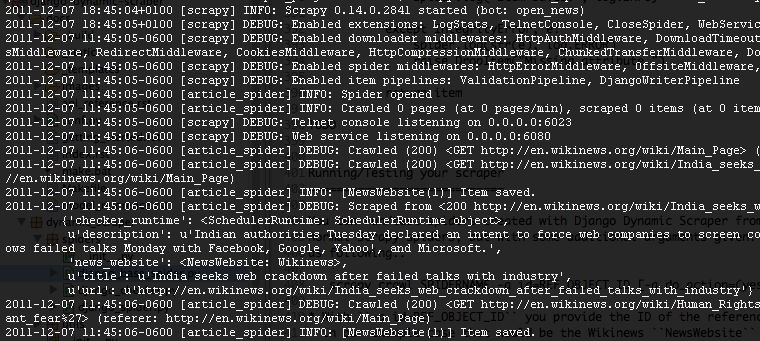 2011-12-07 18:45:04+0100 [scrapy] INFO: Scrapy 0.14.0.2841 started (bot: open_news)
2011-12-07 18:45:05+0100 [scrapy] DEBUG: Enabled extensions: LogStats, TelnetConsole, CloseSpider, WebServic
2011-12-07 11:45:05-0600 [scrapy] DEBUG: Enabled downloader middlewares: HttpAuthMiddleware, DownloadTimeout
sMiddleware, RedirectMiddleware, CookiesMiddleware, HttpCompressionMiddleware, ChunkedTransferMiddleware, Do
2011-12-07 11:45:05-0600 [scrapy] DEBUG: Enabled spider middlewares: HttpErrorMiddleware, OffsiteMiddleware,
2011-12-07 11:45:05-0600 [scrapy] DEBUG: Enabled item pipelines: ValidationPipeline, DjangoWriterPipeline
2011-12-07 11:45:05-0600 [article_spider] INFO: Spider opened
2011-12-07 11:45:05-0600 [article_spider] INFO: Crawled 0 pages (at 0 pages/min), scraped 0 items (at 0 item
2011-12-07 11:45:05-0600 [scrapy] DEBUG: Telnet console listening on 0.0.0.0:6023
2011-12-07 11:45:05-0600 [scrapy] DEBUG: Web service listening on 0.0.0.0:6080
2011-12-07 11:45:06-0600 [article_spider] DEBUG: Crawled (200) <GET http://en.wikinews.org/wiki/Main_Page> (
2011-12-07 11:45:06-0600 [article_spider] DEBUG: Crawled (200) <GET http://en.wikinews.org/wiki/India_seeks_
//en.wikinews.org/wiki/Main_Page)
Running/Testing your scraper
2011-12-07 11:45:06-0600 [article_spider] INFO: [NewsWebsite(1)] Item saved.
2011-12-07 11:45:06-0600 [article_spider] DEBUG: Scraped from <200 http://en.wikinews.org/wiki/India_seeks_w
{'checker_runtime': <SchedulerRuntime: SchedulerRuntime object>,
u'description': u'Indian authorities Tuesday declared an intent to force web companies to screen co
ows failed talks Monday with Facebook, Google, Yahoo!, and Microsoft.',
'news_website': <NewsWebsite: Wikinews>,
u'title': u'India seeks web crackdown after failed talks with industry',
u'url': u'http://en.wikinews.org/wiki/India_seeks_web_crackdown_after_failed_talks_with_industry'}
2011-12-07 11:45:06-0600 [article_spider] DEBUG: Crawled (200) <GET http://en.wikinews.org/wiki/Human_Rights
ant_fear%27> (referer: http://en.wikinews.org/wiki/Main_Page)
2011-12-07 11:45:06-0600 [article_spider] INFO: [NewsWebsite(1)] Item saved.